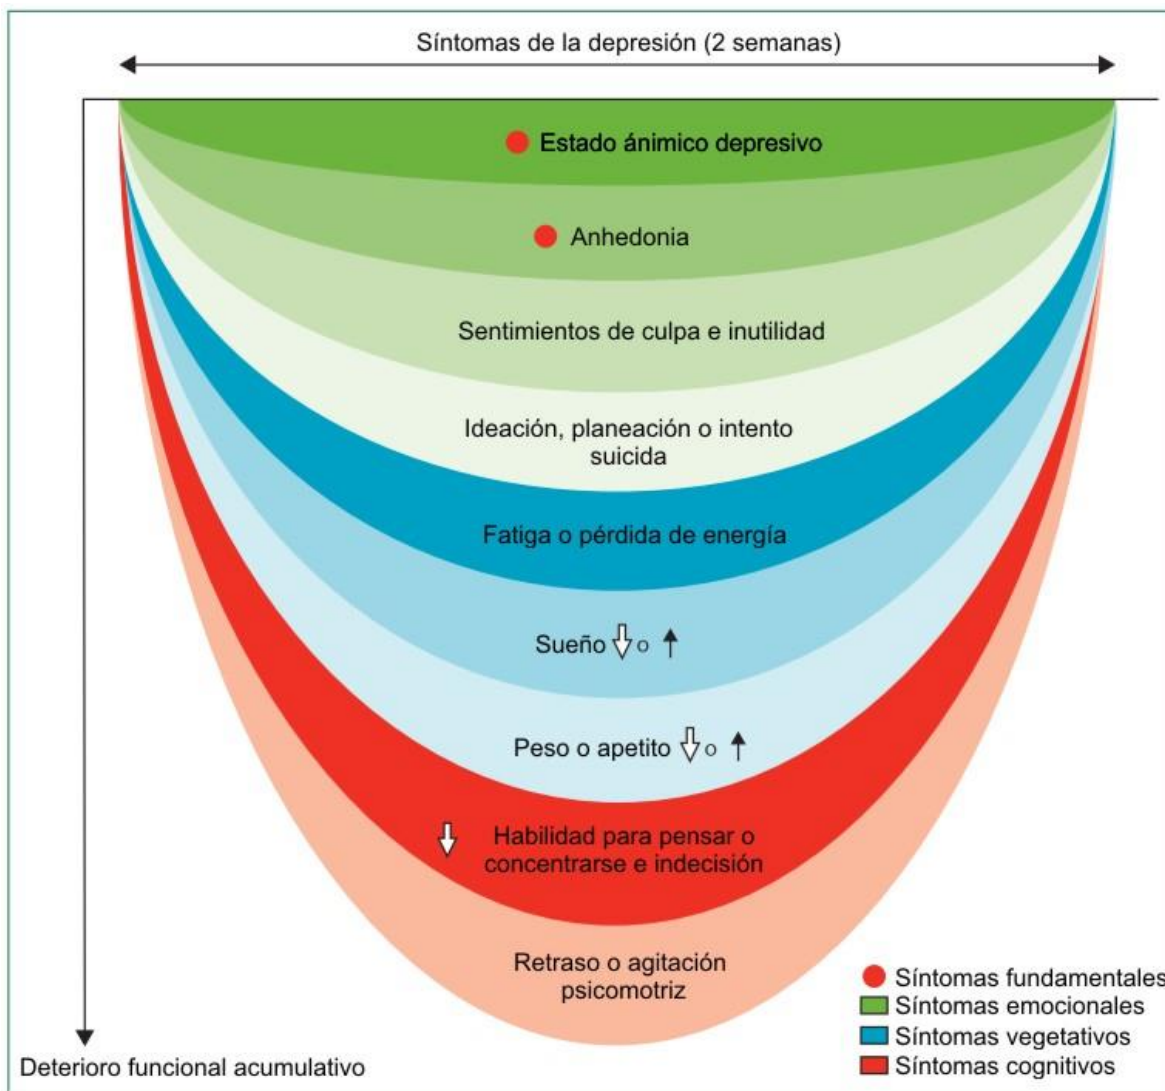 Síntomas de la depresión (2 semanas)
Estado ánimico depresivo
Anhedonia
Sentimientos de culpa e inutilidad
Ideación, planeación o intento
suicida
Fatiga o pérdida de energía
Sueño ⇩ o ↑
Peso o apetito ⇩ o ↑
⇩ Habilidad para pensar o
concentrarse e indecisión
Retraso o agitación
psicomotriz
Síntomas fundamentales
Síntomas emocionales
Síntomas vegetativos
Síntomas cognitivos
Deterioro funcional acumulativo